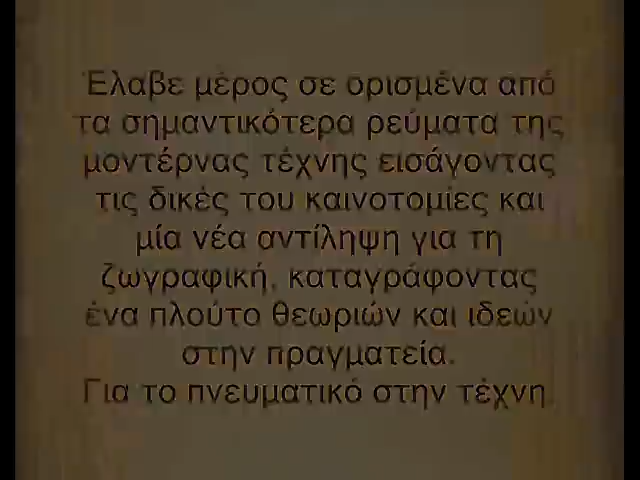 Έλαβε μέρος σε ορισμένα από
τα σημαντικότερα ρεύματα της
μοντέρνας τέχνης εισάγοντας
τις δικές του καινοτομίες και
μία νέα αντίληψη για τη
ζωγραφική, καταγράφοντας
ένα πλούτο θεωριών και ιδεών
στην πραγματεία.
Για το πνευματικό στην τέχνη.